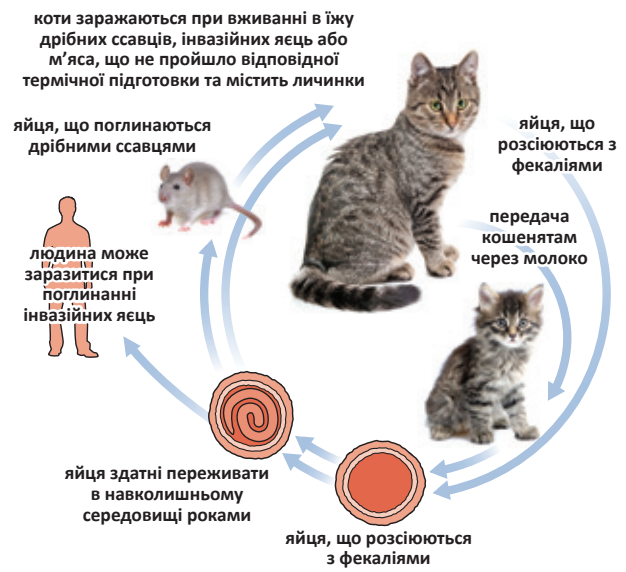 коти заражаються при вживанні в їжу
дрібних ссавців, інвазійних яєць або
м’яса, що не пройшло відповідної
термічної підготовки та містить личинки
яйця, що поглинаються
дрібними ссавцями
яйця, що
розсіюються з
фекаліями
передача
кошенятам
через молоко
людина може
заразитися при
поглинанні
інвазійних яєць
яйця здатні переживати
в навколишньому
середовищі роками
яйця, що розсіюються
з фекаліями